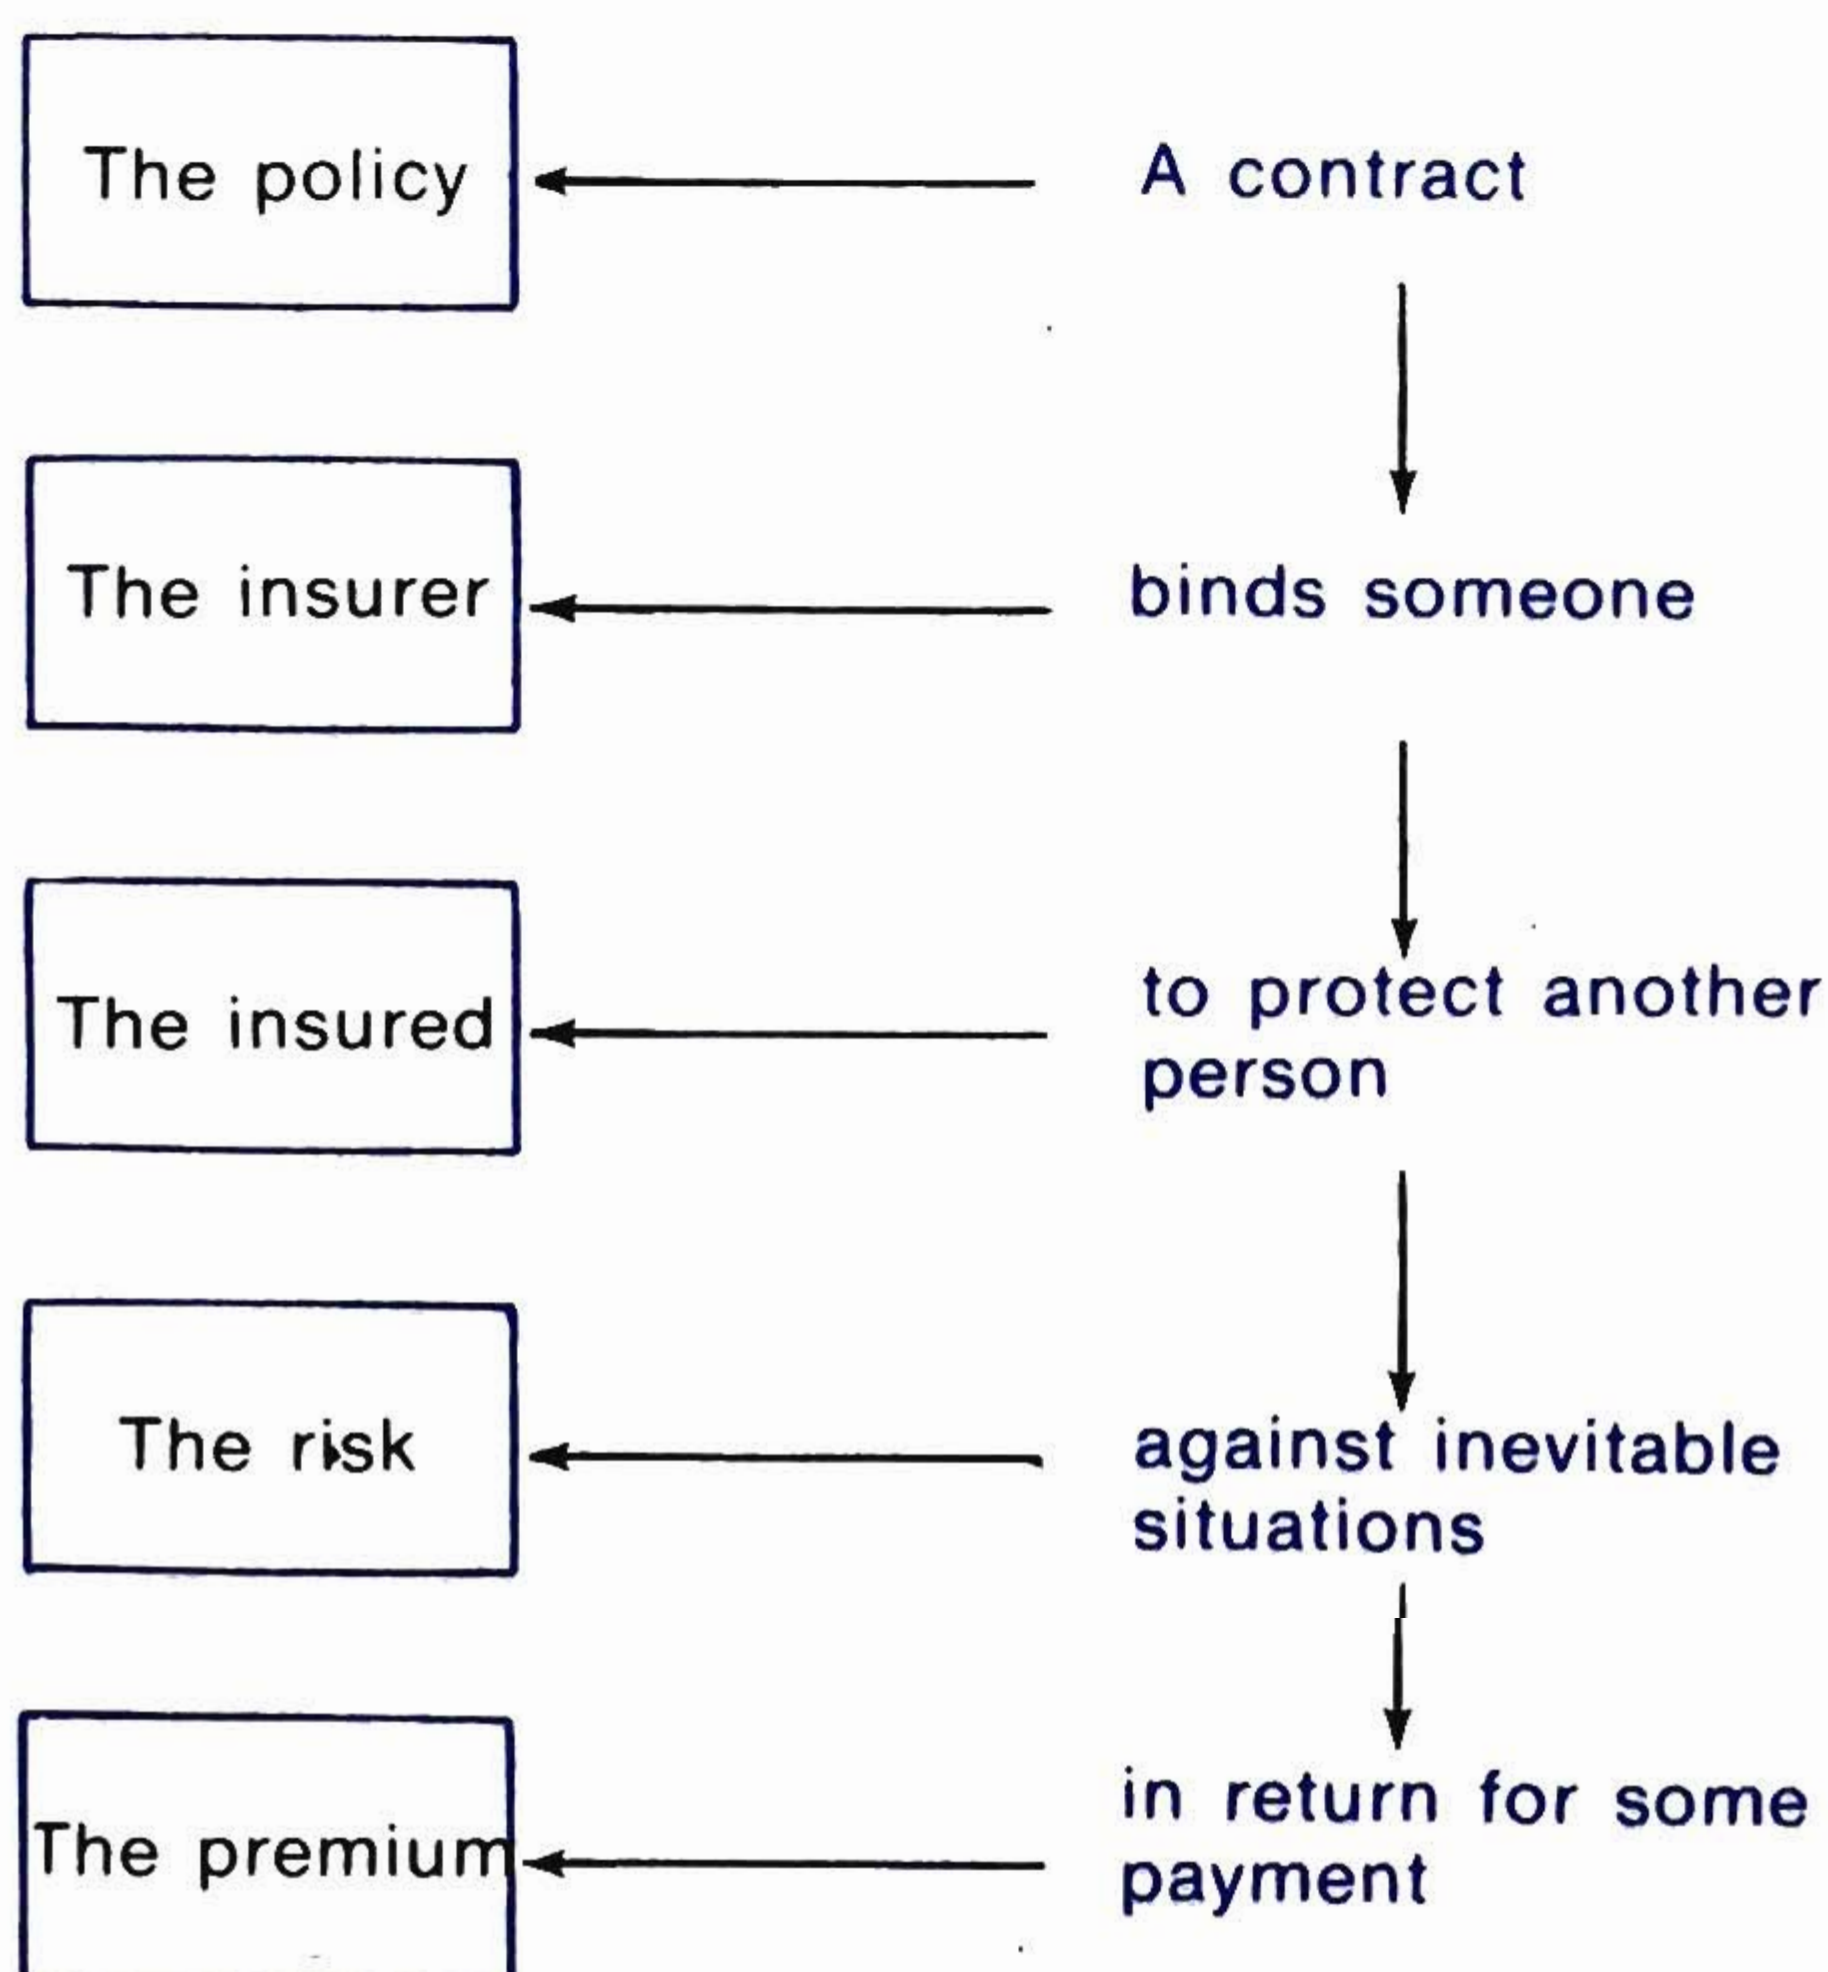 The policy
A contract
The insurer
binds someone
The insured
to protect another
person
The risk
against inevitable
situations
The premium
in return for some
payment